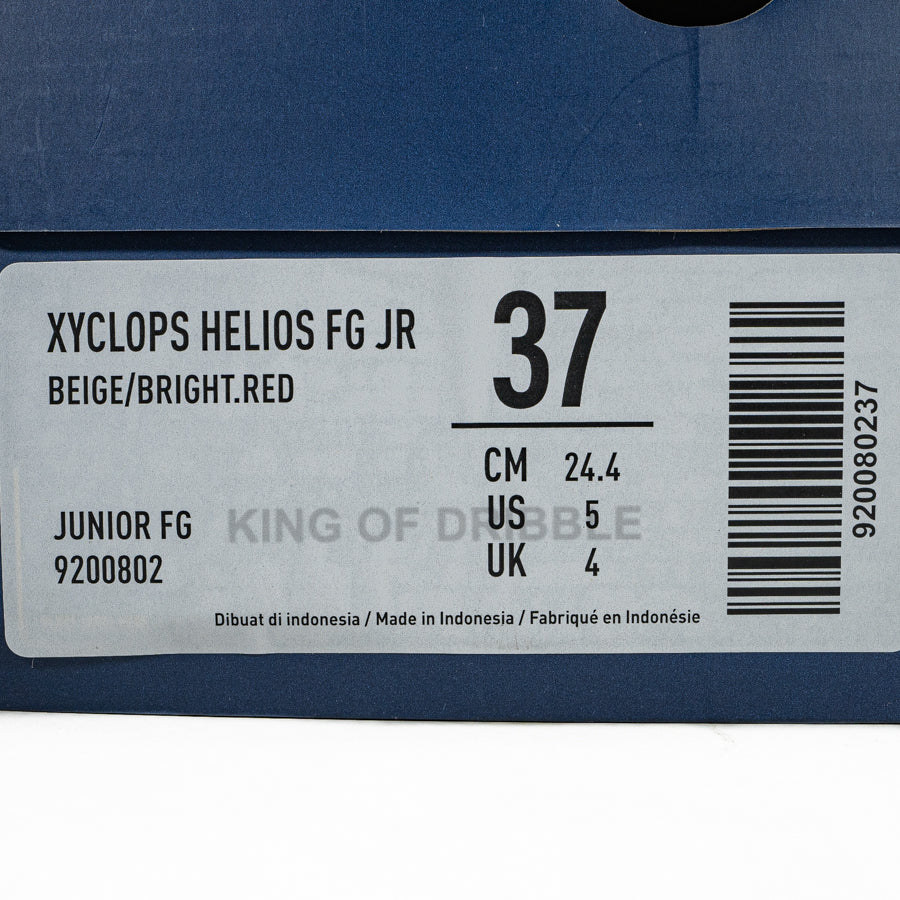 XYCLOPS HELIOS FG JR
BEIGE/BRIGHT.RED
37
CM 24.4
US 5
UK 4
JUNIOR FG
9200802
KING OF DRIBBLE
Dibuat di indonesia / Made in Indonesia / Fabriqué en Indonésie
920080237